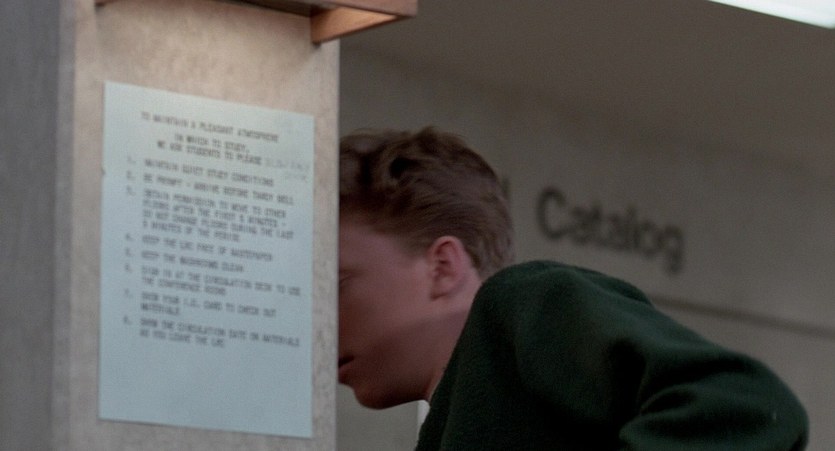 TO MAINTAIN A PLEASANT ATMOSPHERE
IN WHICH TO STUDY,
WE ASK STUDENTS TO PLEASE
1. MAINTAIN QUIET STUDY CONDITIONS
2. BE PROMPT - ARRIVE BEFORE TARDY BELL
3. OBTAIN PERMISSION TO MOVE TO OTHER
FLOORS AFTER THE FIRST 5 MINUTES -
DO NOT CHANGE FLOORS DURING THE LAST
5 MINUTES OF THE PERIOD
4. KEEP THE LRC FREE OF WASTEPAPER
5. KEEP THE WASHROOMS CLEAN
6. SIGN IN AT THE CIRCULATION DESK TO USE
THE CONFERENCE ROOMS
7. SHOW YOUR I.D. CARD TO CHECK OUT
MATERIALS
8. SHOW THE CIRCULATION DATE ON MATERIALS
AS YOU LEAVE THE LRC
Catalog